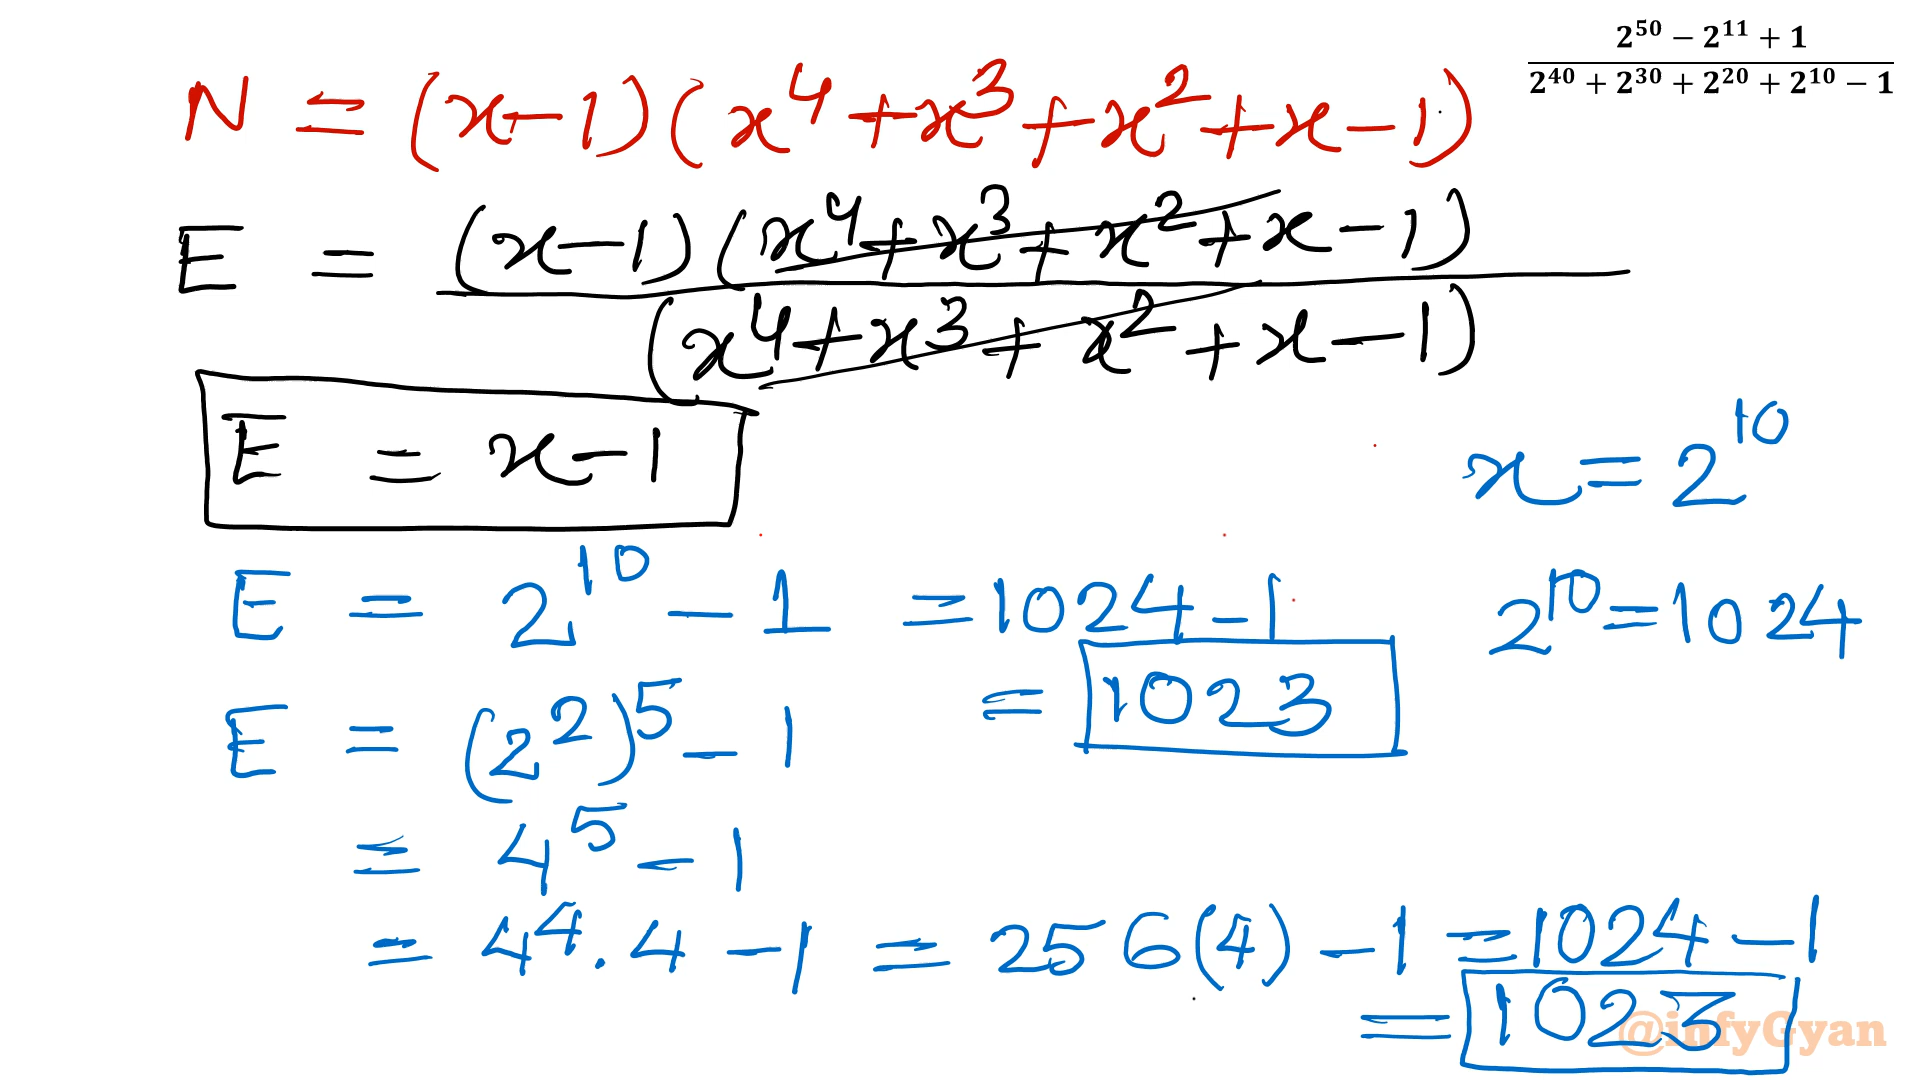 2^50 − 2^11 + 1
2^40 + 2^30 + 2^20 + 2^10 − 1
N = (x−1)(x^4+x^3+x^2+x−1)
E = (x−1)(x^4+x^3+x^2+x−1)
(x^4+x^3+x^2+x−1)
E = x−1
x = 2^10
E = 2^10 − 1 = 1024 − 1
2^10 = 1024
= 1023
E = (2^2)^5 − 1
= 4^5 − 1
= 4^4 . 4 − 1 = 256(4) − 1 = 1024 − 1
= 1023
@infyGyan